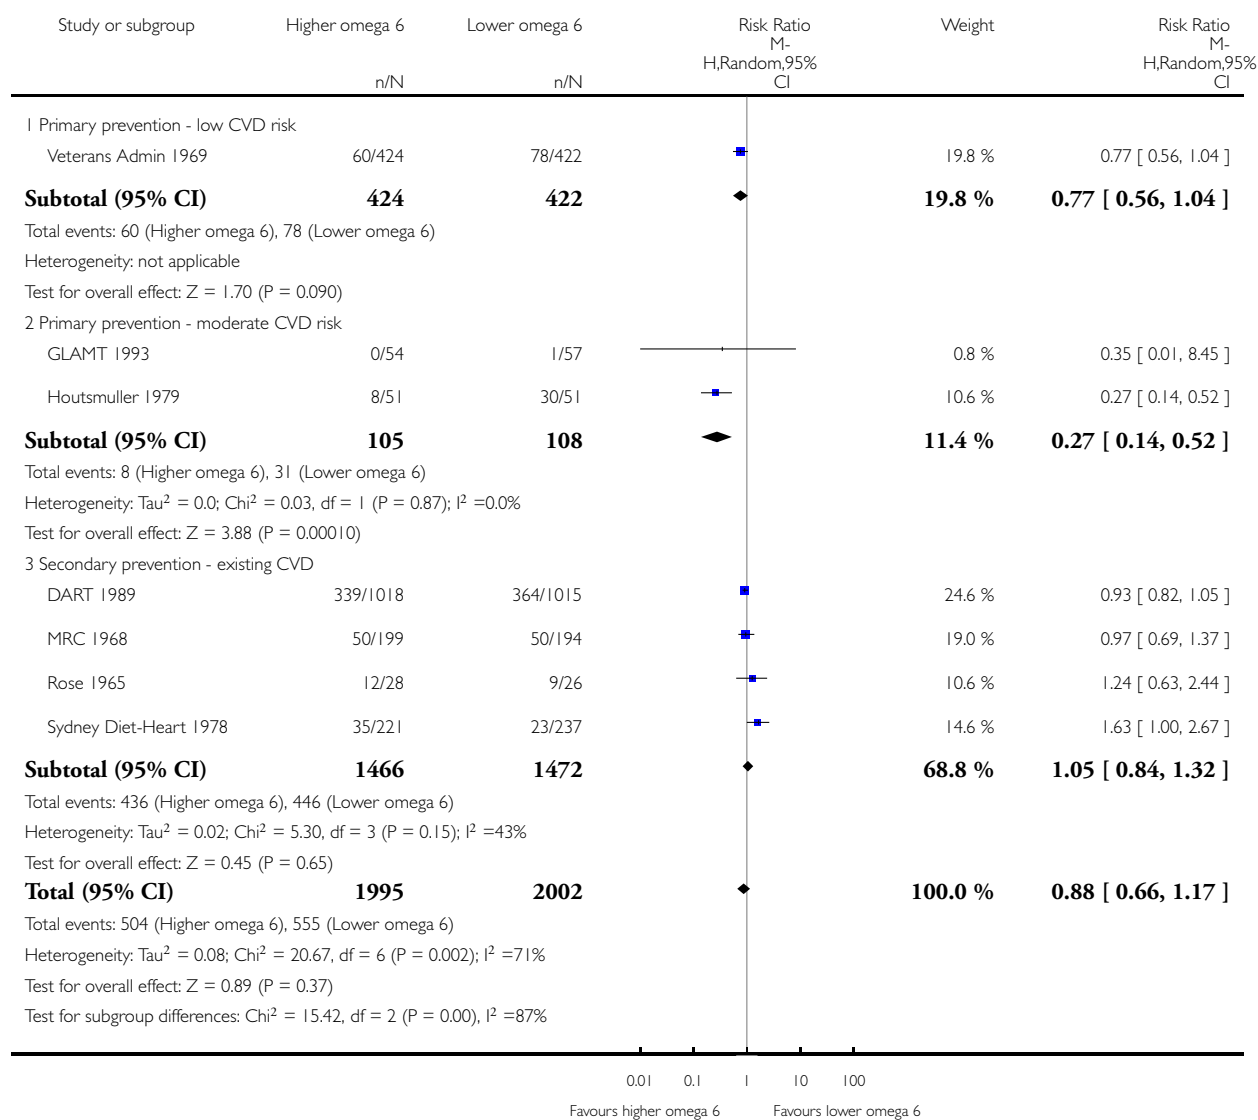 Study or subgroup Higher omega 6 Lower omega 6 Risk Ratio Weight Risk Ratio
M- M-
H,Random,95% H,Random,95%
n/N n/N CI CI
1 Primary prevention - low CVD risk
Veterans Admin 1969 60/424 78/422 19.8 % 0.77 [ 0.56, 1.04 ]
Subtotal (95% CI) 424 422 19.8 % 0.77 [ 0.56, 1.04 ]
Total events: 60 (Higher omega 6), 78 (Lower omega 6)
Heterogeneity: not applicable
Test for overall effect: Z = 1.70 (P = 0.090)
2 Primary prevention - moderate CVD risk
GLAMT 1993 0/54 1/57 0.8 % 0.35 [ 0.01, 8.45 ]
Houtsmuller 1979 8/51 30/51 10.6 % 0.27 [ 0.14, 0.52 ]
Subtotal (95% CI) 105 108 11.4 % 0.27 [ 0.14, 0.52 ]
Total events: 8 (Higher omega 6), 31 (Lower omega 6)
Heterogeneity: Tau² = 0.0; Chi² = 0.03, df = 1 (P = 0.87); I² =0.0%
Test for overall effect: Z = 3.88 (P = 0.00010)
3 Secondary prevention - existing CVD
DART 1989 339/1018 364/1015 24.6 % 0.93 [ 0.82, 1.05 ]
MRC 1968 50/199 50/194 19.0 % 0.97 [ 0.69, 1.37 ]
Rose 1965 12/28 9/26 10.6 % 1.24 [ 0.63, 2.44 ]
Sydney Diet-Heart 1978 35/221 23/237 14.6 % 1.63 [ 1.00, 2.67 ]
Subtotal (95% CI) 1466 1472 68.8 % 1.05 [ 0.84, 1.32 ]
Total events: 436 (Higher omega 6), 446 (Lower omega 6)
Heterogeneity: Tau² = 0.02; Chi² = 5.30, df = 3 (P = 0.15); I² =43%
Test for overall effect: Z = 0.45 (P = 0.65)
Total (95% CI) 1995 2002 100.0 % 0.88 [ 0.66, 1.17 ]
Total events: 504 (Higher omega 6), 555 (Lower omega 6)
Heterogeneity: Tau² = 0.08; Chi² = 20.67, df = 6 (P = 0.002); I² =71%
Test for overall effect: Z = 0.89 (P = 0.37)
Test for subgroup differences: Chi² = 15.42, df = 2 (P = 0.00), I² =87%
0.01 0.1 1 10 100
Favours higher omega 6 Favours lower omega 6